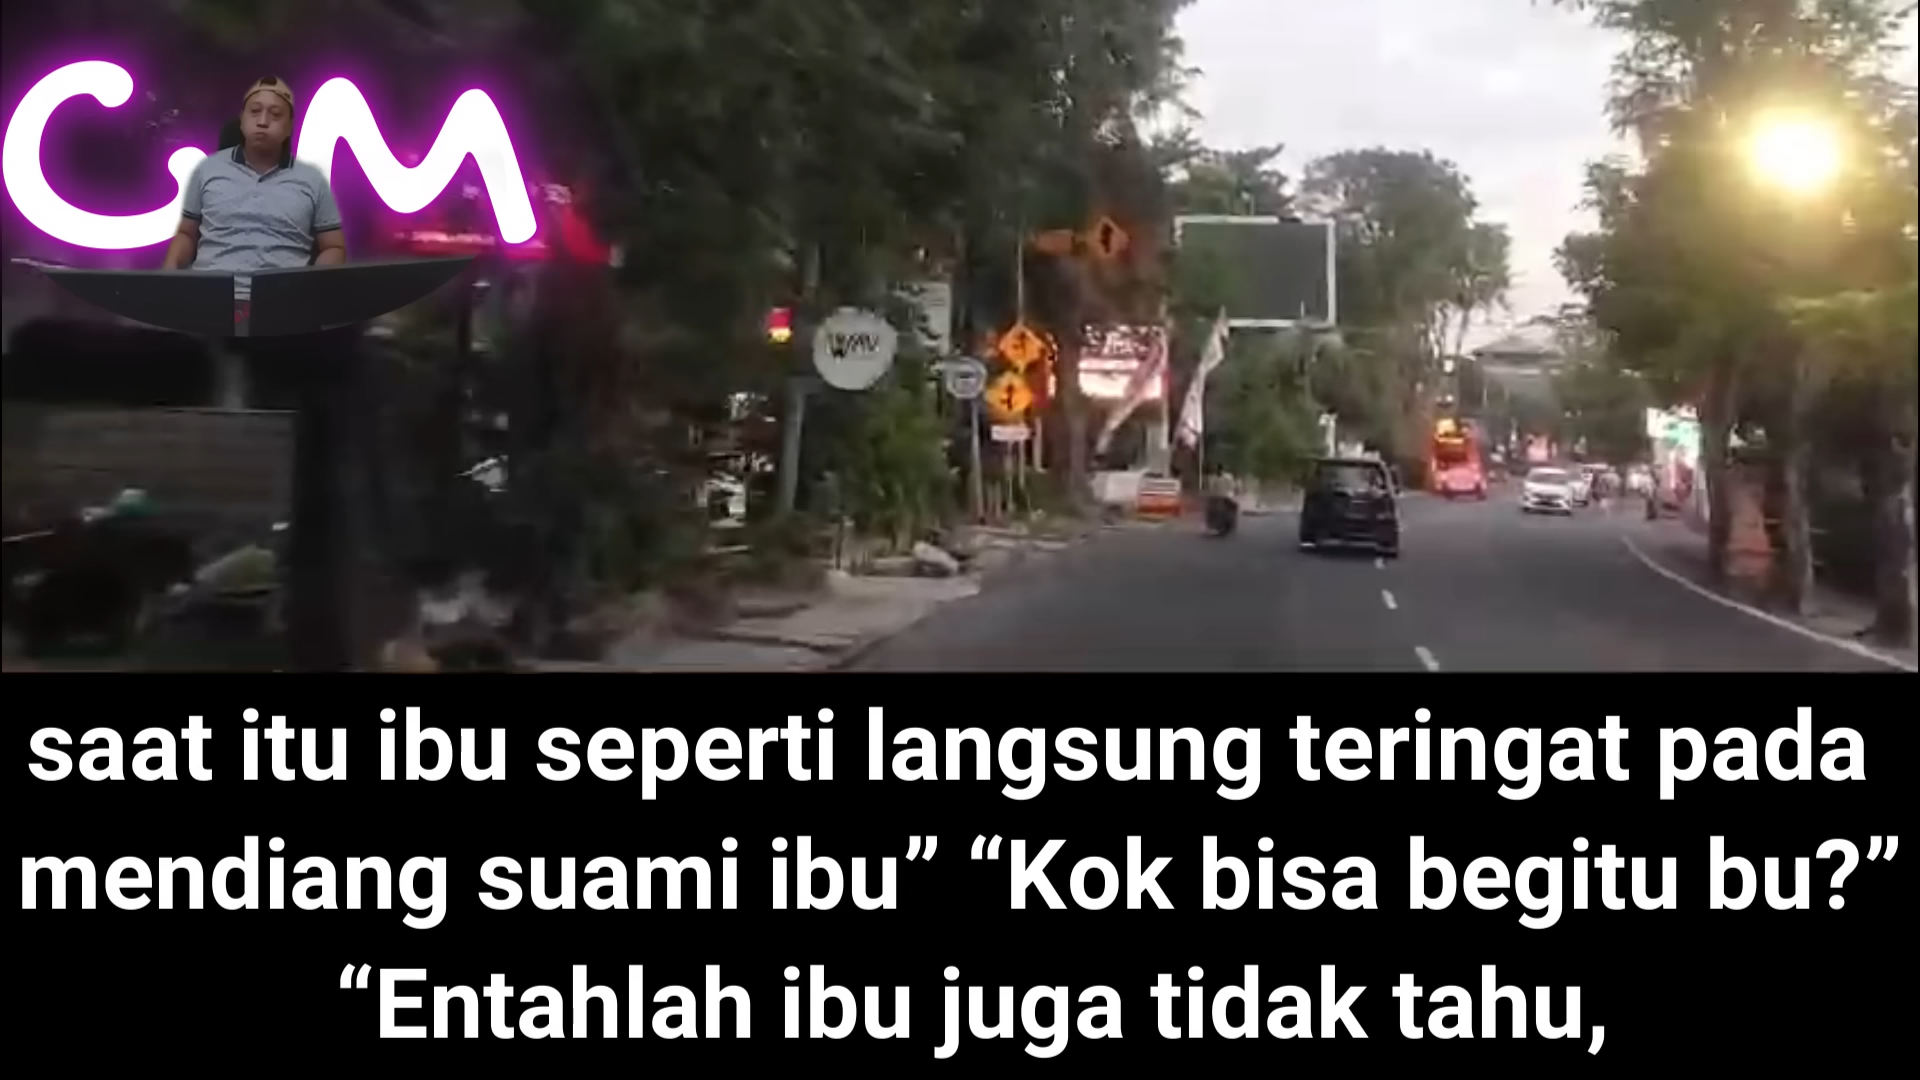 CM
saat itu ibu seperti langsung teringat pada
mendiang suami ibu” “Kok bisa begitu bu?”
“Entahlah ibu juga tidak tahu,